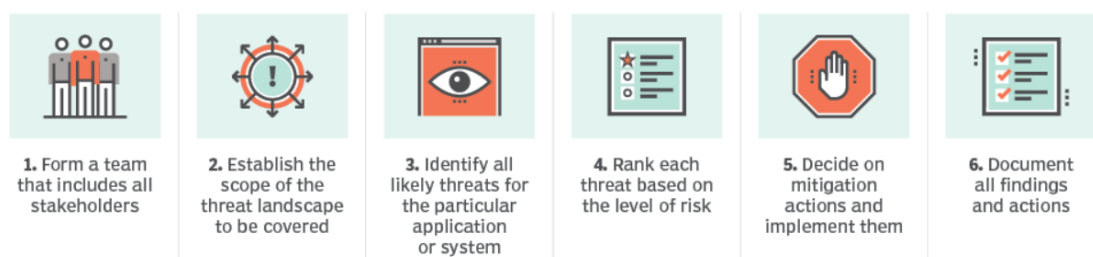 1. Form a team
that includes all
stakeholders
2. Establish the
scope of the
threat landscape
to be covered
3. Identify all
likely threats for
the particular
application
or system
4. Rank each
threat based on
the level of risk
5. Decide on
mitigation
actions and
implement them
6. Document
all findings
and actions